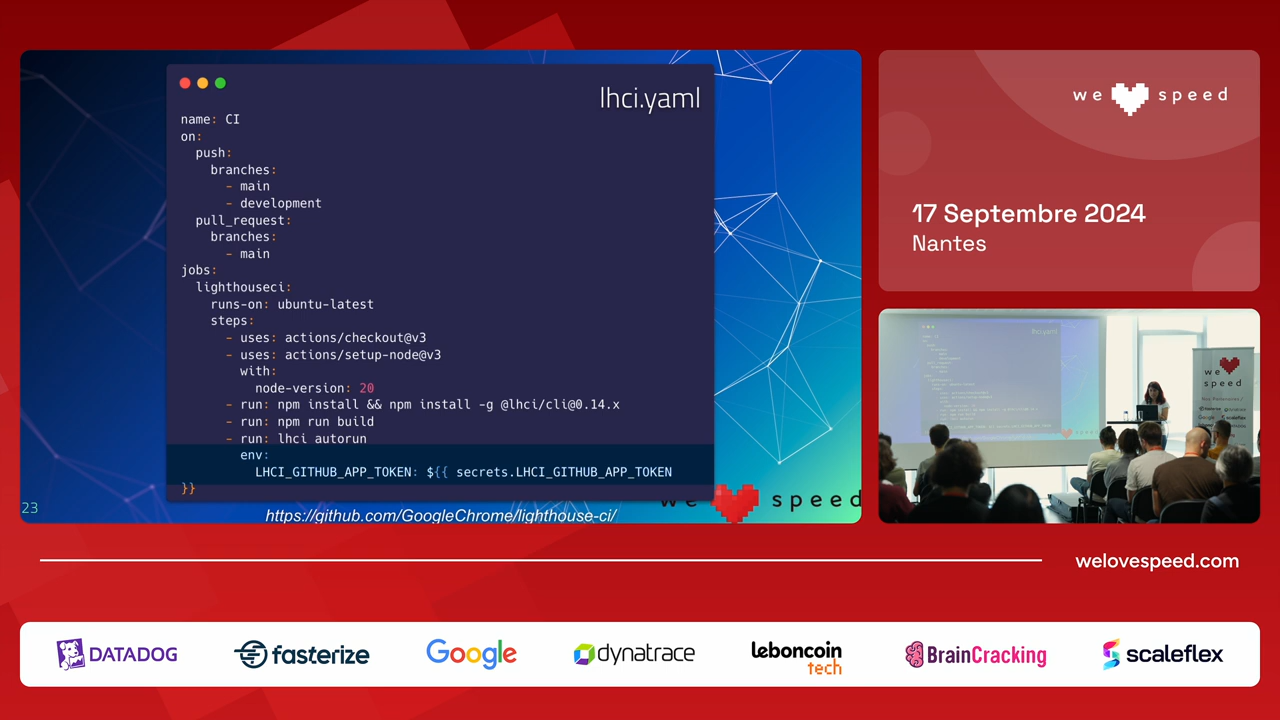 lhci.yaml
name: CI
on:
push:
branches:
- main
- development
pull_request:
branches:
- main
jobs:
lighthouseci:
runs-on: ubuntu-latest
steps:
- uses: actions/checkout@v3
- uses: actions/setup-node@v3
with:
node-version: 20
- run: npm install && npm install -g @lhci/cli@0.14.x
- run: npm run build
- run: lhci autorun
env:
LHCI_GITHUB_APP_TOKEN: ${{ secrets.LHCI_GITHUB_APP_TOKEN
}}
23
https://github.com/GoogleChrome/lighthouse-ci/
we speed
we speed
17 Septembre 2024
Nantes
lhci.yaml
we
speed
welovespeed.com
DATADOG
fasterize
Google
dynatrace
leboncoin
tech
BrainCracking
scaleflex